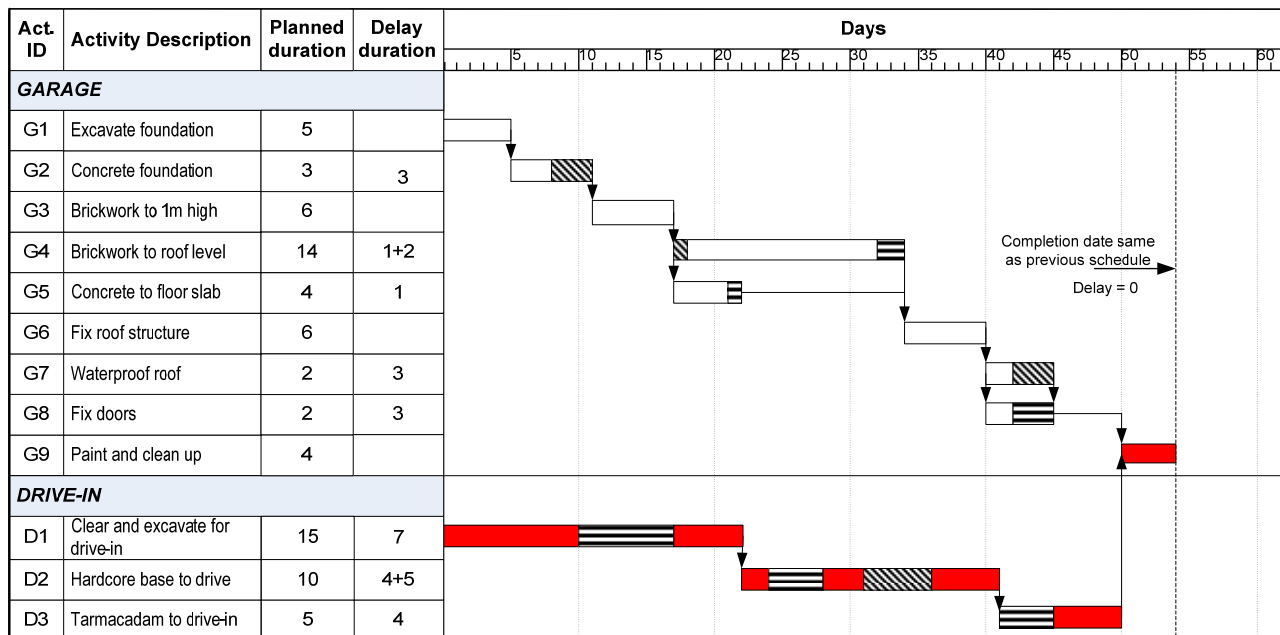 Act. ID Activity Description Planned duration Delay duration Days
5 10 15 20 25 30 35 40 45 50 55 60
GARAGE
G1 Excavate foundation 5
G2 Concrete foundation 3 3
G3 Brickwork to 1m high 6
G4 Brickwork to roof level 14 1+2
Completion date same
as previous schedule
Delay = 0
G5 Concrete to floor slab 4 1
G6 Fix roof structure 6
G7 Waterproof roof 2 3
G8 Fix doors 2 3
G9 Paint and clean up 4
DRIVE-IN
D1 Clear and excavate for drive-in 15 7
D2 Hardcore base to drive 10 4+5
D3 Tarmacadam to drive-in 5 4